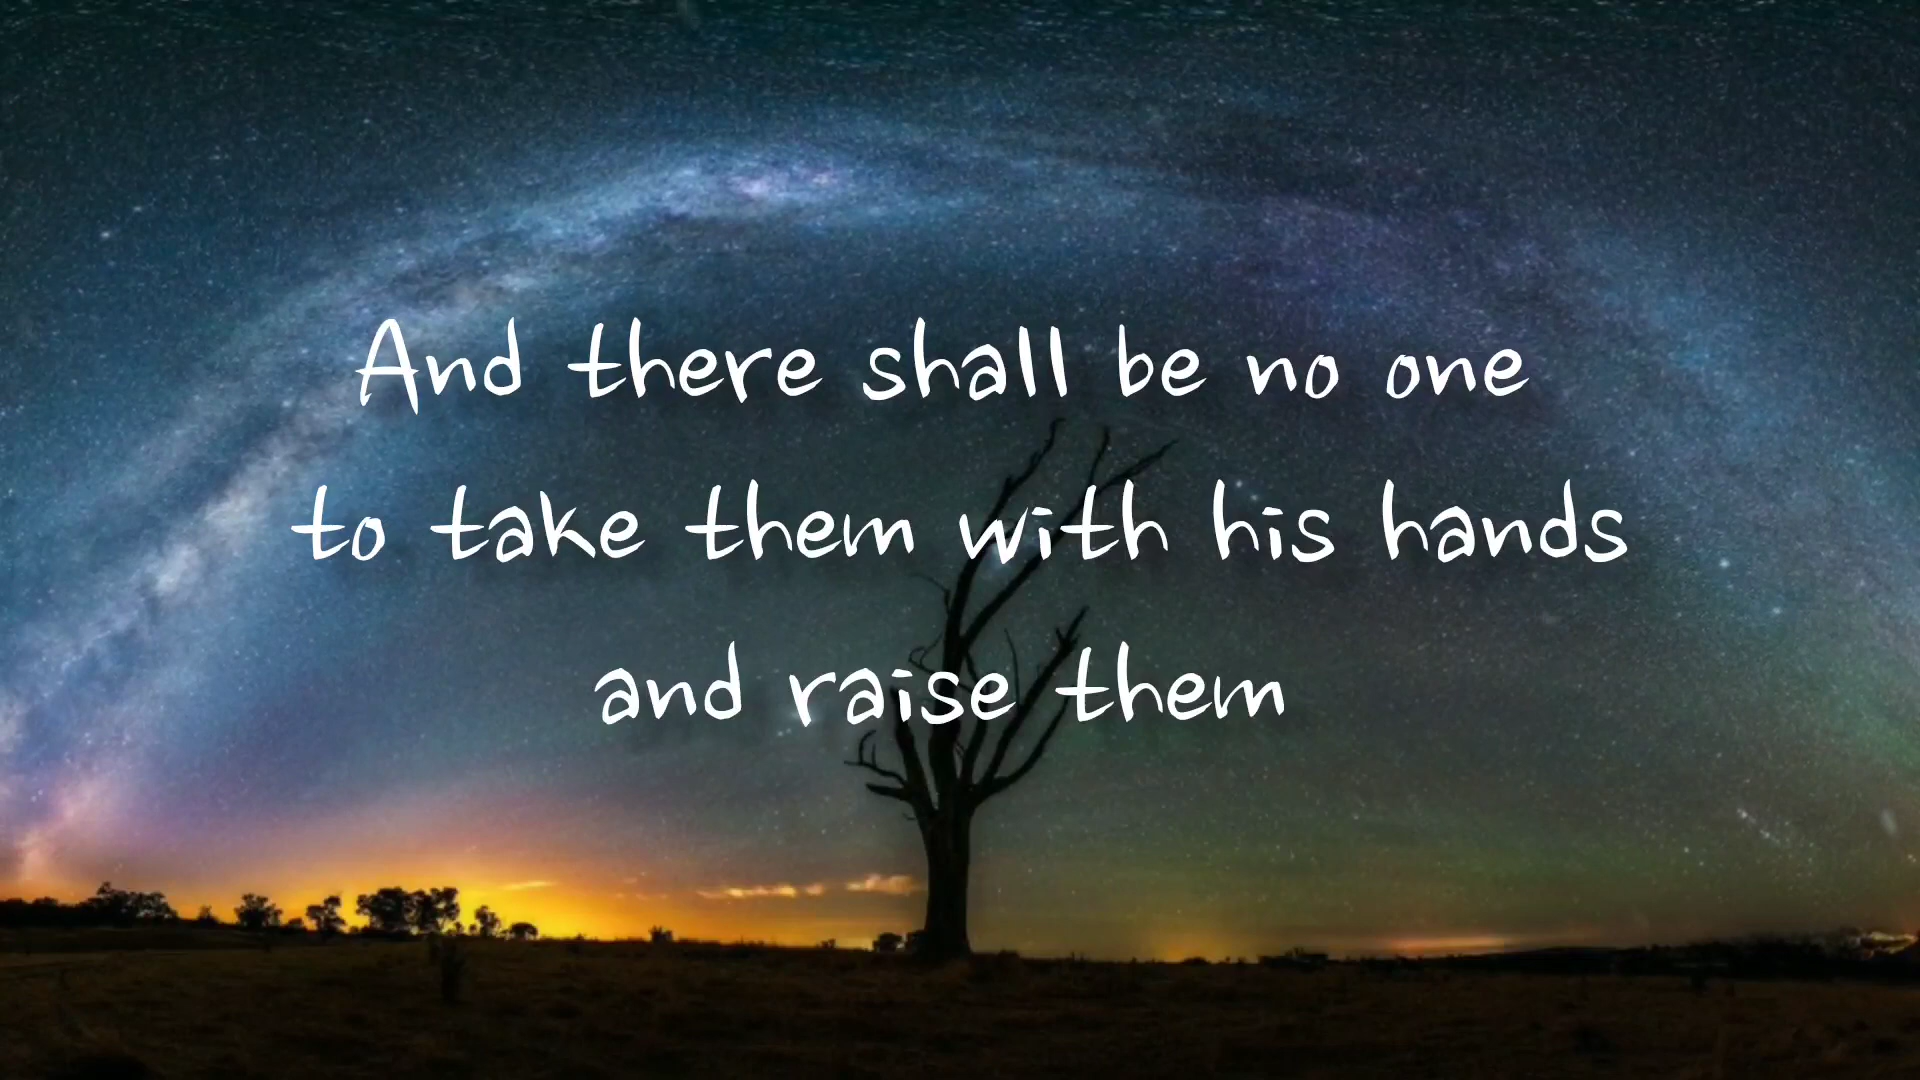 And there shall be no one
to take them with his hands
and raise them